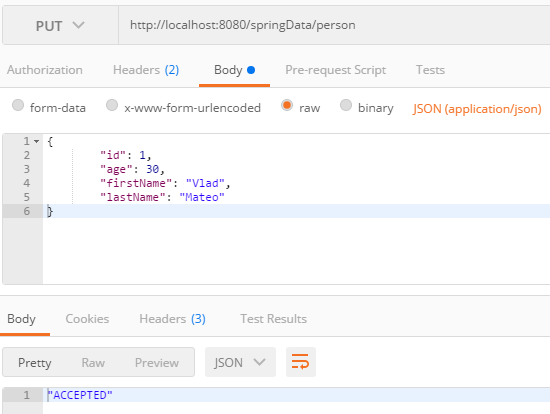 PUT http://localhost:8080/springData/person
Authorization Headers (2) Body Pre-request Script Tests
form-data x-www-form-urlencoded raw binary JSON (application/json)
1 {
2 "id": 1,
3 "age": 30,
4 "firstName": "Vlad",
5 "lastName": "Mateo"
6 }
Body Cookies Headers (3) Test Results
Pretty Raw Preview JSON
1 "ACCEPTED"